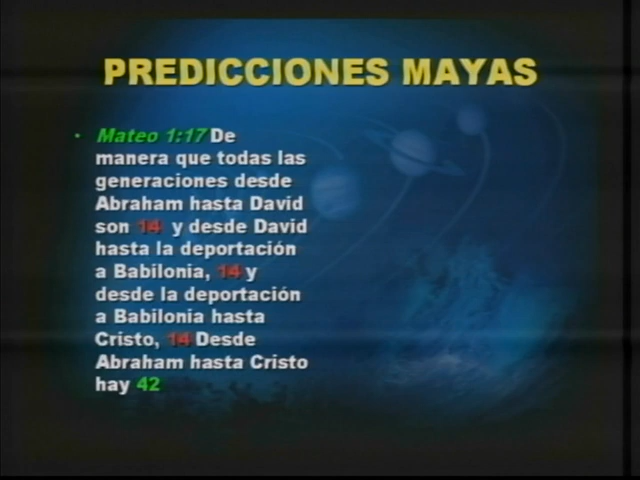 PREDICCIONES MAYAS
• Mateo 1:17 De
manera que todas las
generaciones desde
Abraham hasta David
son 14 y desde David
hasta la deportación
a Babilonia, 14 y
desde la deportación
a Babilonia hasta
Cristo, 14 Desde
Abraham hasta Cristo
hay 42